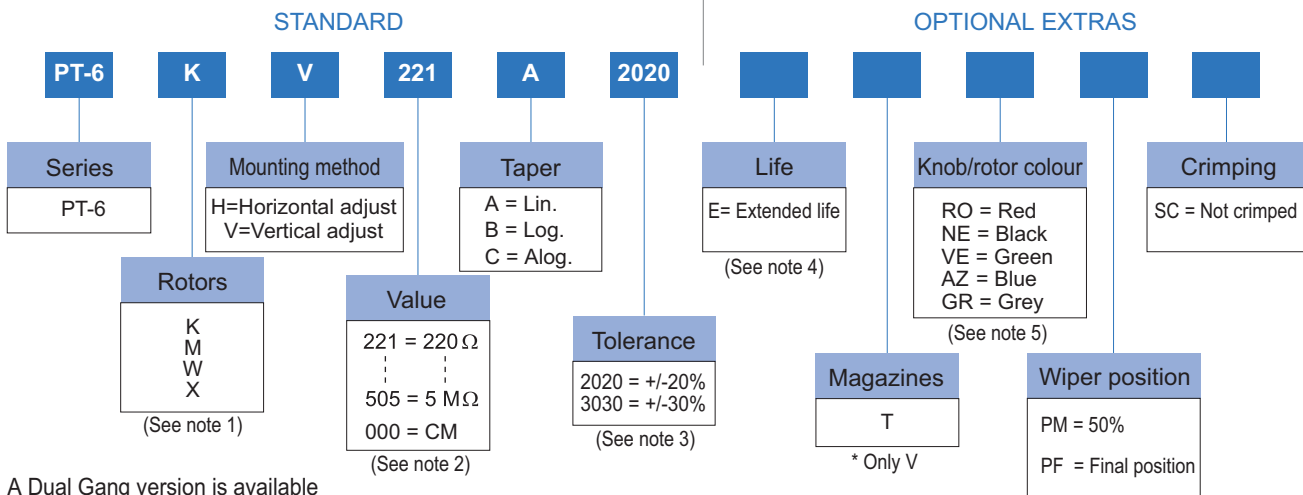 STANDARD
OPTIONAL EXTRAS
PT-6 K V 221 A 2020
Series
PT-6
Mounting method
H=Horizontal adjust
V=Vertical adjust
Taper
A = Lin.
B = Log.
C = Alog.
Life
E= Extended life
(See note 4)
Knob/rotor colour
RO = Red
NE = Black
VE = Green
AZ = Blue
GR = Grey
(See note 5)
Crimping
SC = Not crimped
Rotors
K
M
W
X
(See note 1)
Value
221 = 220 Ω
505 = 5 MΩ
000 = CM
(See note 2)
Tolerance
2020 = +/-20%
3030 = +/-30%
(See note 3)
Magazines
T
* Only V
Wiper position
PM = 50%
PF = Final position
A Dual Gang version is available